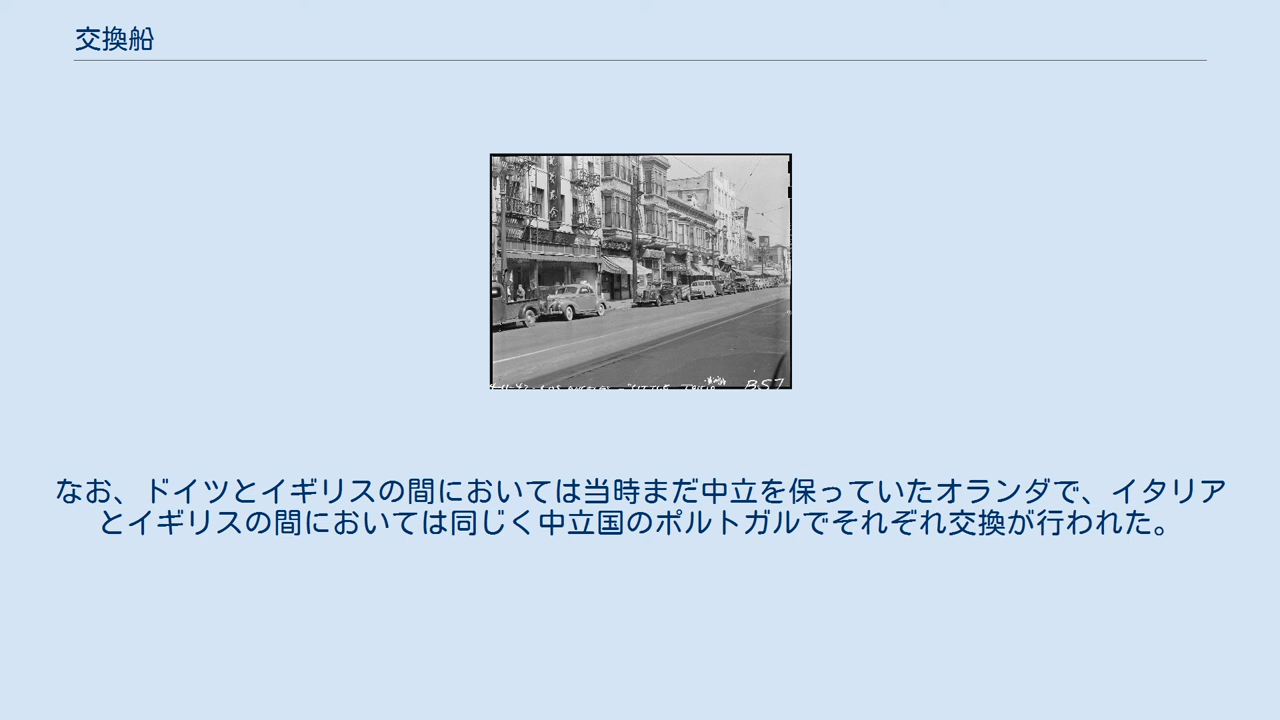 交換船
BS7
なお、ドイツとイギリスの間においては当時まだ中立を保っていたオランダで、イタリア
とイギリスの間においては同じく中立国のポルトガルでそれぞれ交換が行われた。